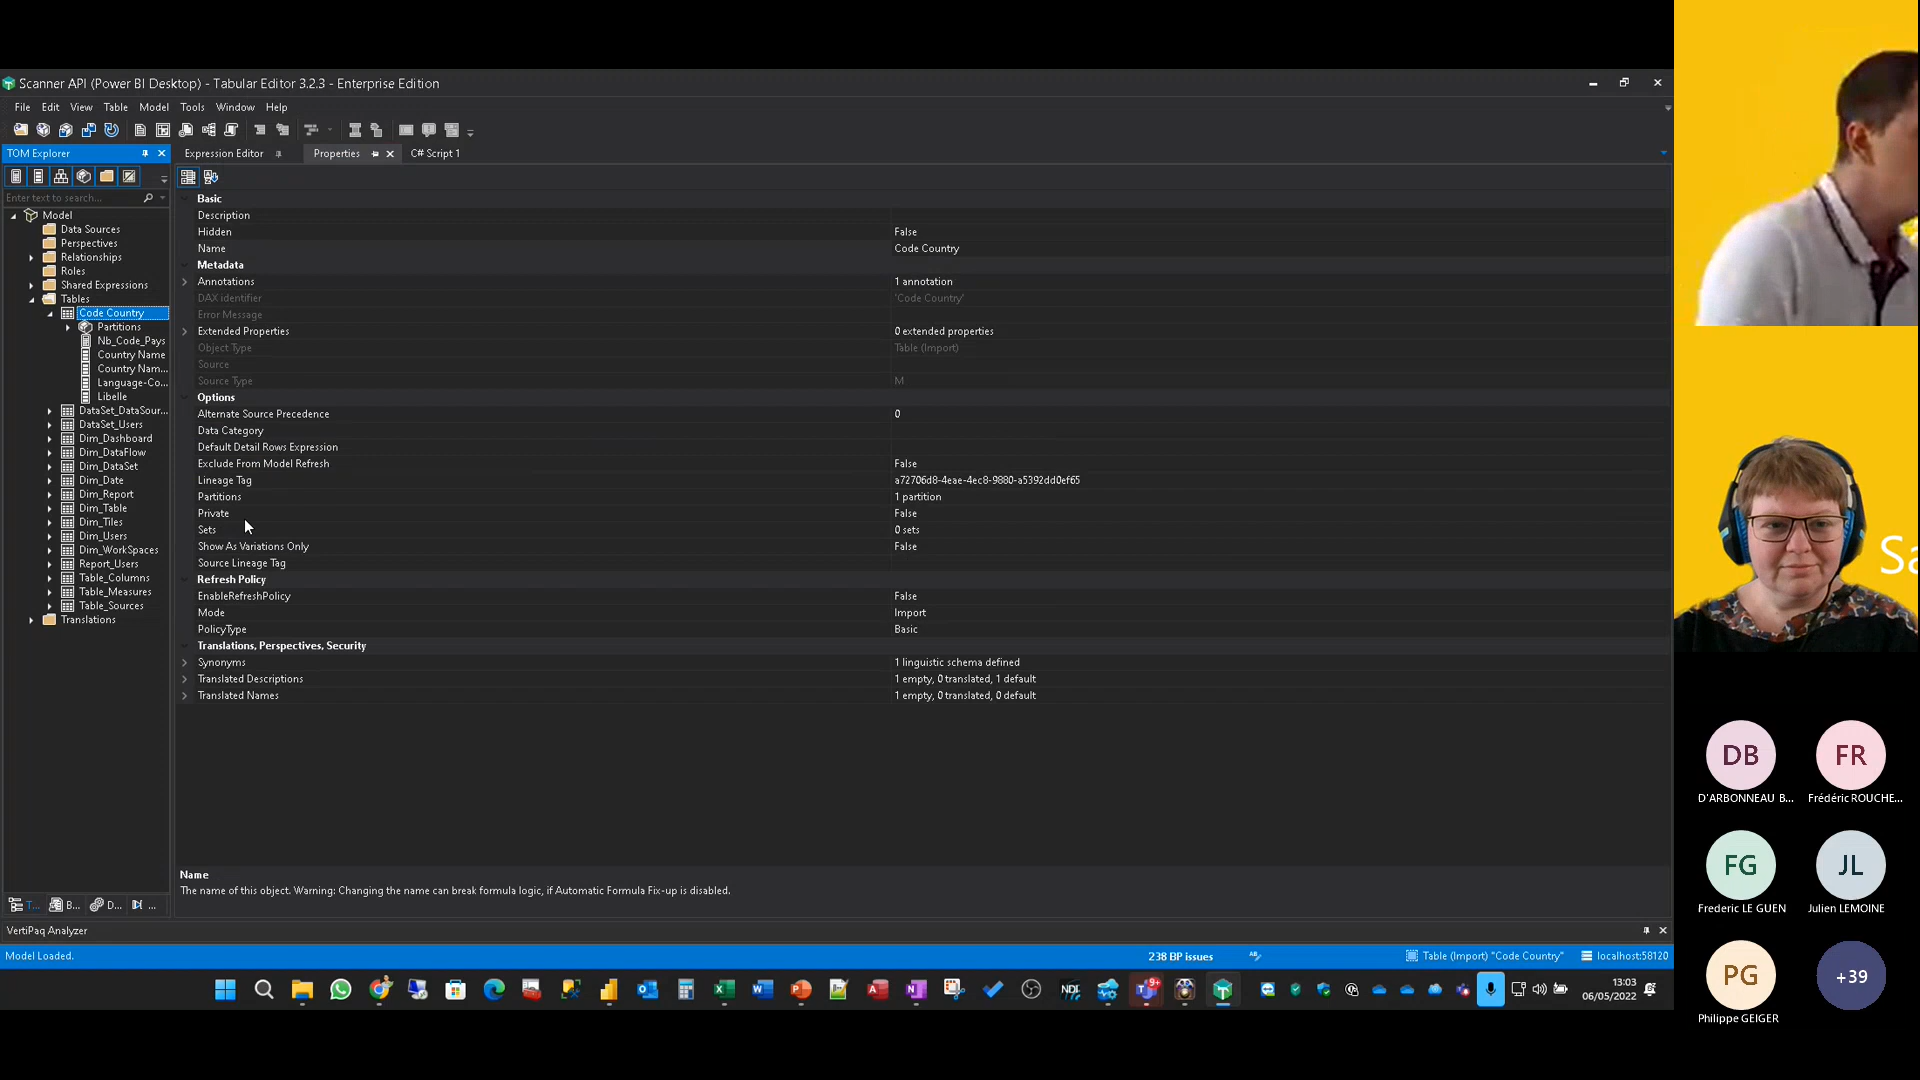 Scanner API (Power BI Desktop) - Tabular Editor 3.2.3 - Enterprise Edition
File Edit View Table Model Tools Window Help
TOM Explorer
Expression Editor
Properties
C# Script 1
Enter text to search...
Model
Data Sources
Perspectives
Relationships
Roles
Shared Expressions
Tables
Code Country
Partitions
Nb_Code_Pays
Country Name
Country Nam...
Language-Co...
Libelle
DataSet_DataSour...
DataSet_Users
Dim_Dashboard
Dim_DataFlow
Dim_DataSet
Dim_Date
Dim_Report
Dim_Table
Dim_Tiles
Dim_Users
Dim_WorkSpaces
Report_Users
Table_Columns
Table_Measures
Table_Sources
Translations
T...
B...
D...
...
Basic
Description
Hidden False
Name Code Country
Metadata
Annotations 1 annotation
DAX identifier 'Code Country'
Error Message
Extended Properties 0 extended properties
Object Type Table (Import)
Source
Source Type M
Options
Alternate Source Precedence 0
Data Category
Default Detail Rows Expression
Exclude From Model Refresh False
Lineage Tag a72706d8-4eae-4ec8-9880-a5392dd0ef65
Partitions 1 partition
Private False
Sets 0 sets
Show As Variations Only False
Source Lineage Tag
Refresh Policy
EnableRefreshPolicy False
Mode Import
PolicyType Basic
Translations, Perspectives, Security
Synonyms 1 linguistic schema defined
Translated Descriptions 1 empty, 0 translated, 1 default
Translated Names 1 empty, 0 translated, 0 default
Name
The name of this object. Warning: Changing the name can break formula logic, if Automatic Formula Fix-up is disabled.
VertiPaq Analyzer
Model Loaded.
238 BP issues
Table (Import) "Code Country"
localhost:58120
9+
NDI
13:03
06/05/2022
Sa
DB
D'ARBONNEAU B...
FR
Frédéric ROUCHE...
FG
Frederic LE GUEN
JL
Julien LEMOINE
PG
Philippe GEIGER
+39